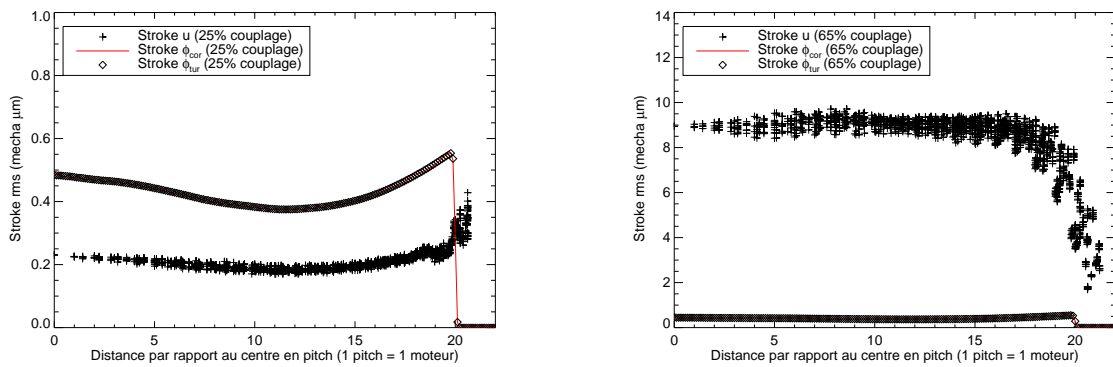 Stroke rms (mecha µm)
1.0
0.8
0.6
0.4
0.2
0.0
Stroke u (25% couplage)
Stroke ϕcor (25% couplage)
Stroke ϕtur (25% couplage)
0 5 10 15 20
Distance par rapport au centre en pitch (1 pitch = 1 moteur)
Stroke rms (mecha µm)
14
12
10
8
6
4
2
0
Stroke u (65% couplage)
Stroke ϕcor (65% couplage)
Stroke ϕtur (65% couplage)
0 5 10 15 20
Distance par rapport au centre en pitch (1 pitch = 1 moteur)